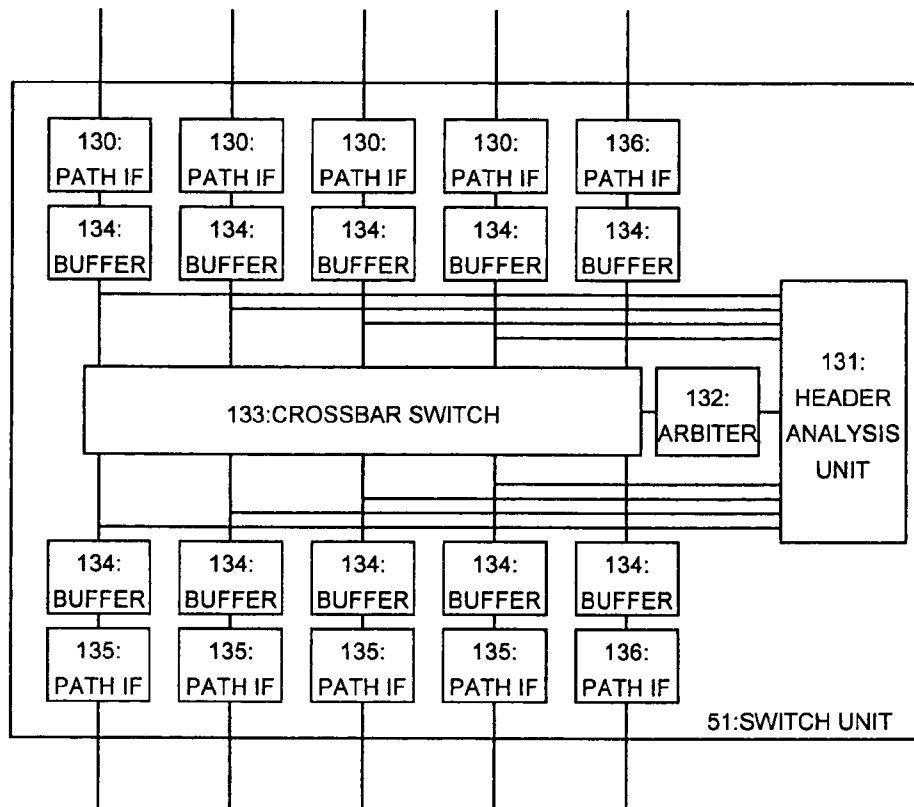 130:
PATH IF
130:
PATH IF
130:
PATH IF
130:
PATH IF
136:
PATH IF
134:
BUFFER
134:
BUFFER
134:
BUFFER
134:
BUFFER
134:
BUFFER
131:
HEADER
ANALYSIS
UNIT
133:CROSSBAR SWITCH
132:
ARBITER
134:
BUFFER
134:
BUFFER
134:
BUFFER
134:
BUFFER
134:
BUFFER
135:
PATH IF
135:
PATH IF
135:
PATH IF
135:
PATH IF
136:
PATH IF
51:SWITCH UNIT